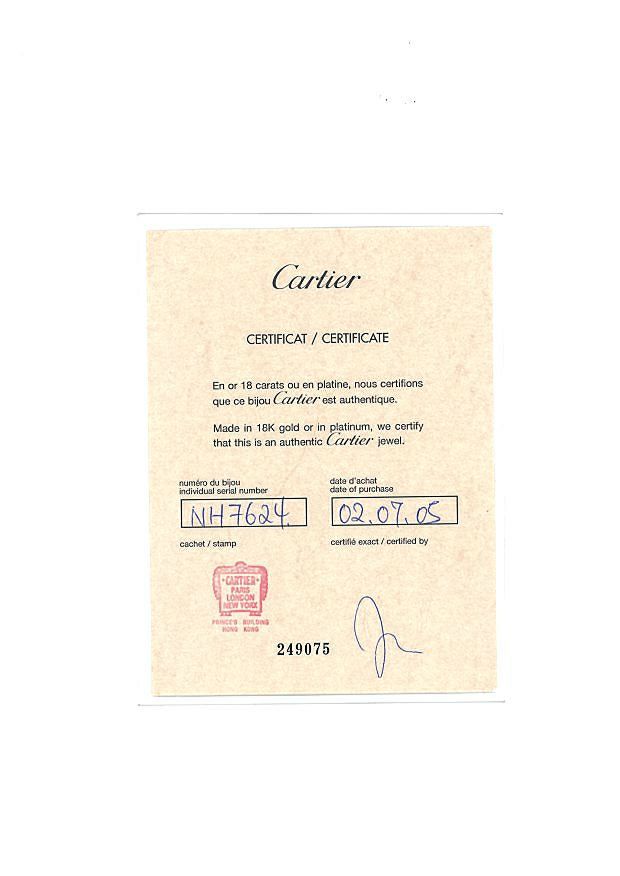 Cartier
CERTIFICAT / CERTIFICATE
En or 18 carats ou en platine, nous certifions
que ce bijou Cartier est authentique.
Made in 18K gold or in platinum, we certify
that this is an authentic Cartier jewel.
numéro du bijou
individual serial number
NH7624.
date d'achat
date of purchase
02.07.05
cachet / stamp
certifié exact / certified by
·CARTIER·
PARIS
LONDON
NEW YORK
PRINCE'S BUILDING
HONG KONG
249075